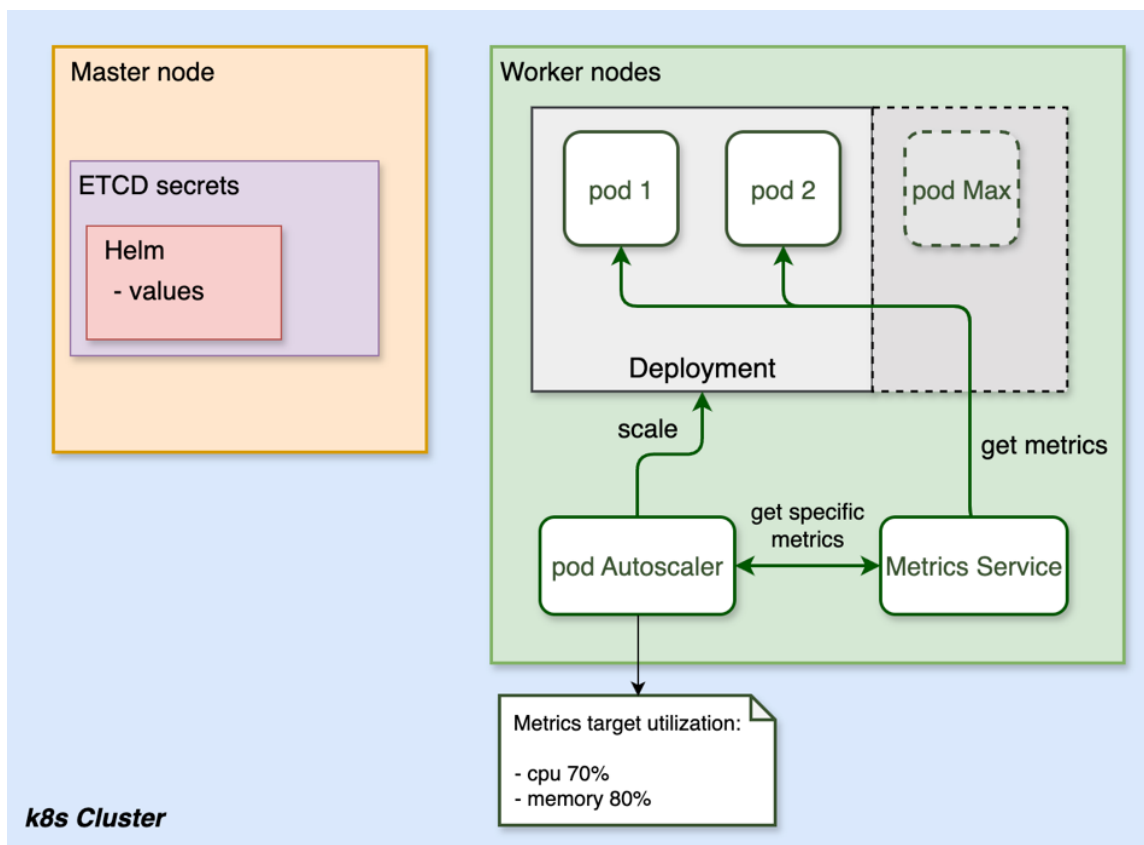 Master node
ETCD secrets
Helm
- values
Worker nodes
pod 1
pod 2
pod Max
Deployment
scale
get metrics
get specific
metrics
pod Autoscaler
Metrics Service
Metrics target utilization:
- cpu 70%
- memory 80%
k8s Cluster